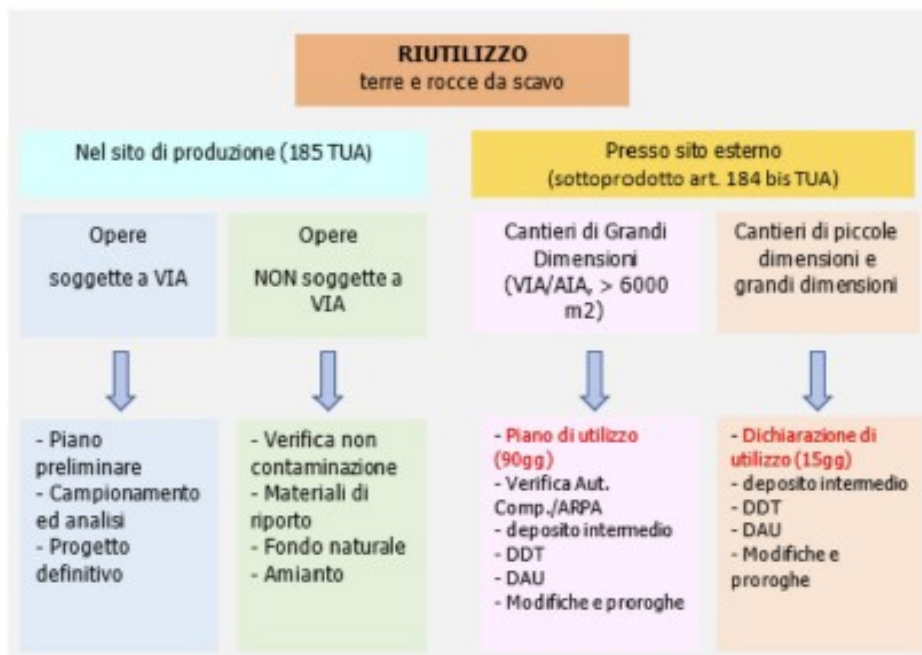 RIUTILIZZO
terre e rocce da scavo
Nel sito di produzione (185 TUA)
Presso sito esterno
(sottoprodotto art. 184 bis TUA)
Opere
soggette a VIA
Opere
NON soggette a
VIA
Cantieri di Grandi
Dimensioni
(VIA/AIA, > 6000
m2)
Cantieri di piccole
dimensioni e
grandi dimensioni
- Piano
preliminare
- Campionamento
ed analisi
- Progetto
definitivo
- Verifica non
contaminazione
- Materiali di
riporto
- Fondo naturale
- Amianto
- Piano di utilizzo
(90gg)
- Verifica Aut.
Comp./ARPA
- deposito intermedio
- DDT
- DAU
- Modifiche e proroghe
- Dichiarazione di
utilizzo (15gg)
- deposito intermedio
- DDT
- DAU
- Modifiche e
proroghe